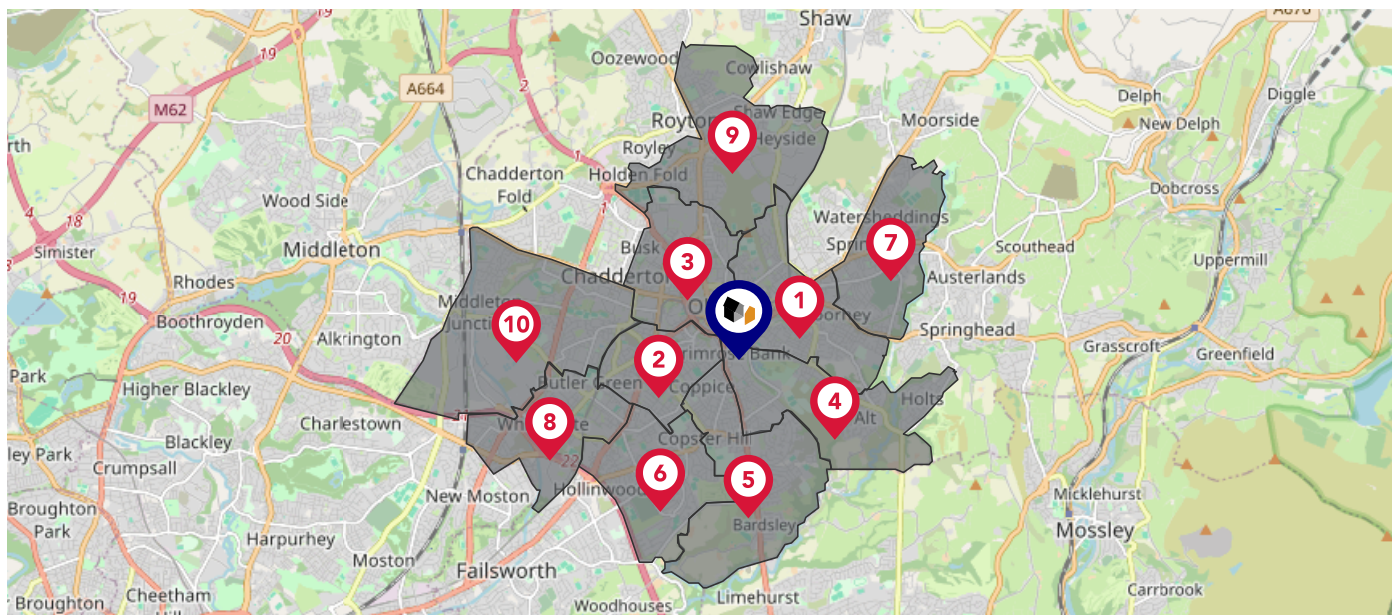 19
A670
Shaw
Oozewood
19
Cowlishaw
2
A664
M62
Delph
Diggle
Shaw Edge
Royton
9
Heyside
Moorside
New Delph
Royley
1
Chadderton
Fold
Holden Fold
1
Dobcross
Wood Side
4
18
Watersheddings
7
Scouthead
Middleton
Busk
3
Simister
Uppermill
Chadderton
Austerlands
Rhodes
19
Middleton
Junction
1
Boothroyden
10
Springhead
20
Alkrington
Grasscroft
Greenfield
2
Primrose Bank
Park
Higher Blackley
Butler Green
Coppice
4
Holts
Alt
Charlestown
8
Blackley
Copster Hill
ley Park
Crumpsall
22
6
5
New Moston
Hollinwood
Micklehurst
Broughton
Park
Bardsley
Mossley
Harpurhey
Moston
Failsworth
Carrbrook
Broughton
Cheetham
Limehurst
Woodhouses